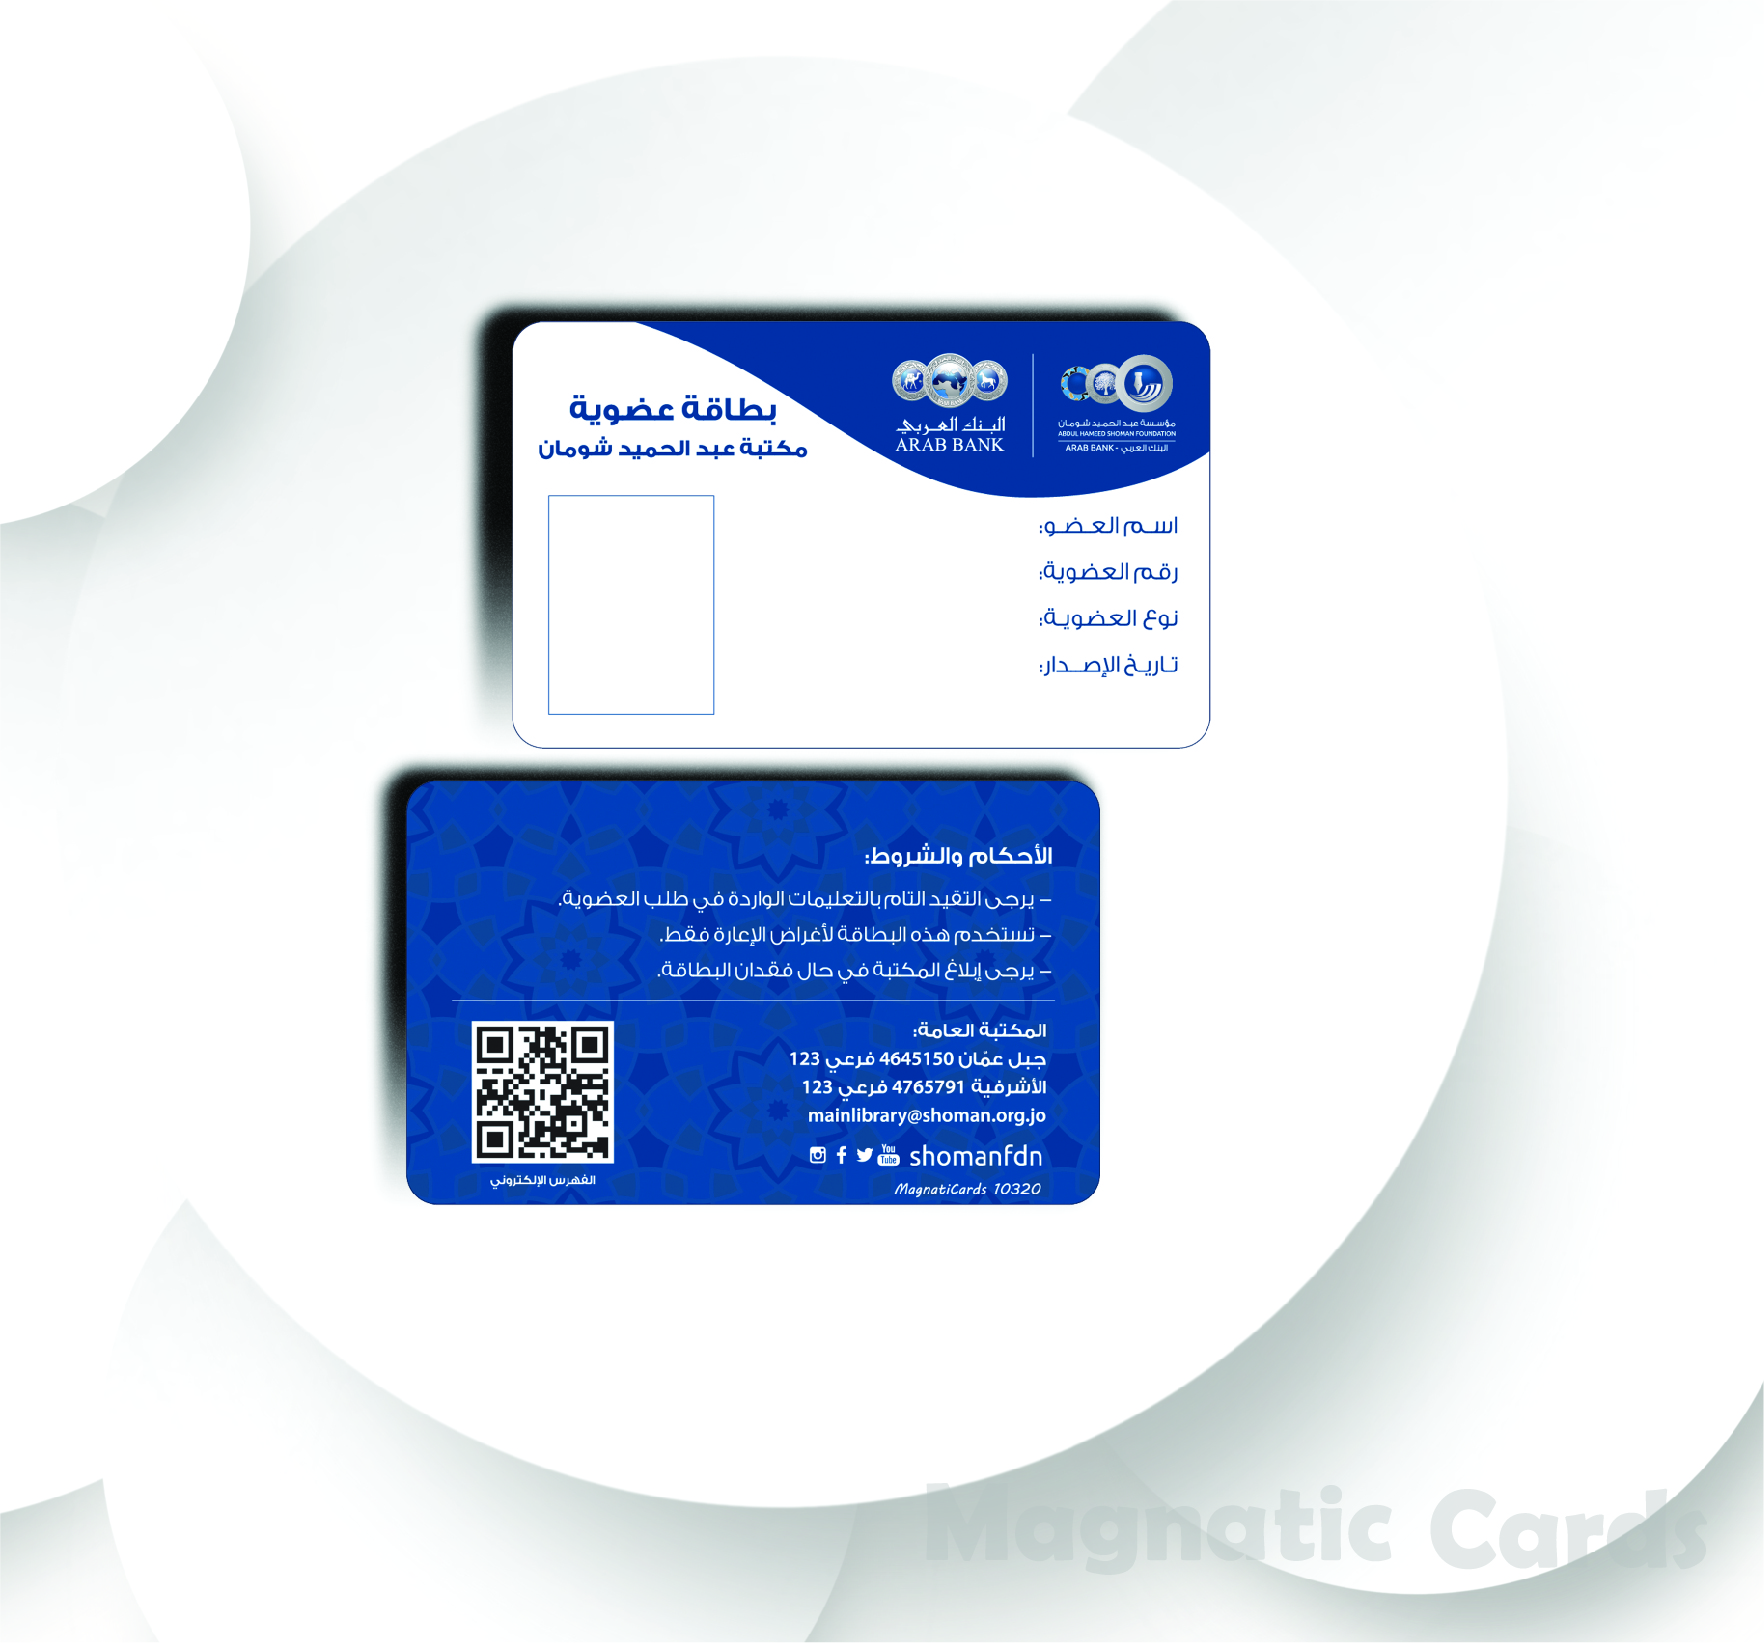 مؤسسة عبد الحميد شومان
ABDUL HAMEED SHOMAN FOUNDATION
ARAB BANK - البنك العربي
البنك العربي
ARAB BANK
بطاقة عضوية
مكتبة عبد الحميد شومان
اسم العضو:
رقم العضوية:
نوع العضوية:
تاريخ الإصدار:
الأحكام والشروط:
– يرجى التقيد التام بالتعليمات الواردة في طلب العضوية.
– تستخدم هذه البطاقة لأغراض الإعارة فقط.
– يرجى إبلاغ المكتبة في حال فقدان البطاقة.
المكتبة العامة:
جبل عمّان 4645150 فرعي 123
الأشرفية 4765791 فرعي 123
mainlibrary@shoman.org.jo
You Tube shomanfdn
MagnatiCards 10320
الفهرس الإلكتروني
Magnatic Cards